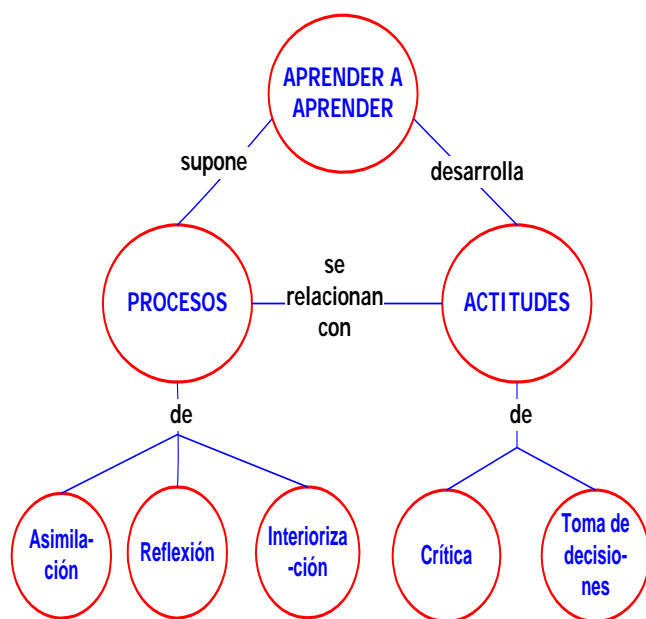 APRENDER A
APRENDER
supone
desarrolla
PROCESOS
se
relacionan
con
ACTITUDES
de
de
Asimila-
ción
Reflexión
Interioriza
-ción
Crítica
Toma de
decisio-
nes